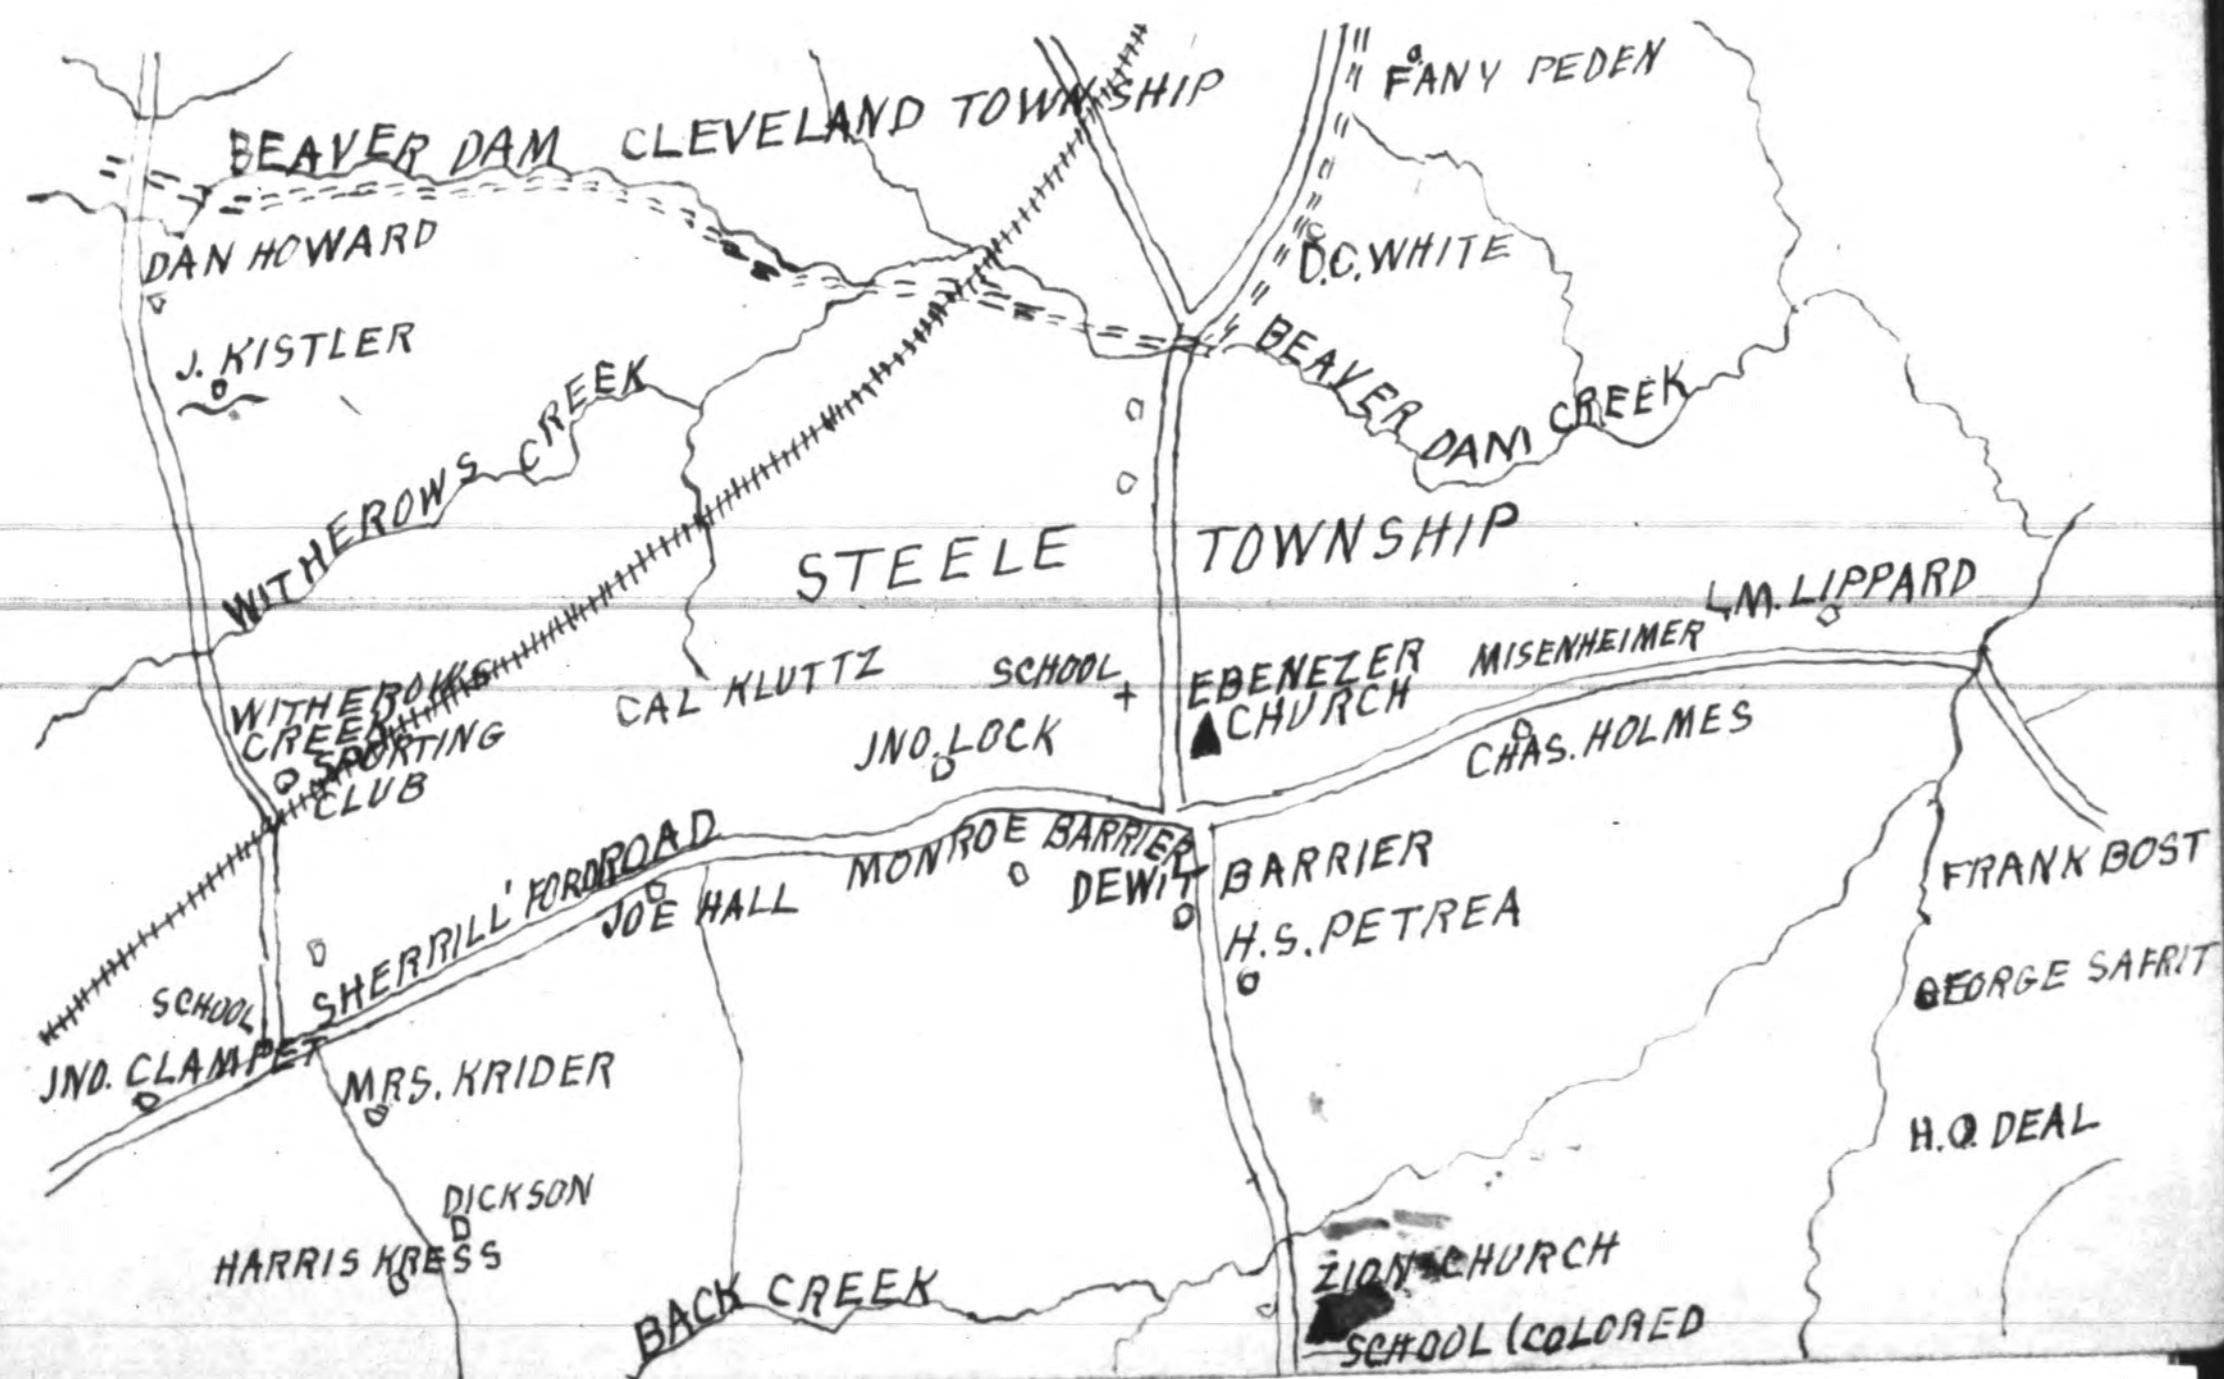 FANY PEDEN
BEAVER DAM CLEVELAND TOWNSHIP
DAN HOWARD
D.C. WHITE
J. KISTLER
BEAVER DAM CREEK
WITHEROWS CREEK
STEELE TOWNSHIP
L.M. LIPPARD
MISENHEIMER
SCHOOL
EBENEZER
CHURCH
CAL KLUTTZ
WITHEROWS
CREEK
SPORTING
CLUB
JNO. LOCK
CHAS. HOLMES
SHERRILL' FORD ROAD
MONROE BARRIER
DEWIT BARRIER
FRANK BOST
JOE HALL
H.S. PETREA
GEORGE SAFRIT
SCHOOL
JNO. CLAMPET
MRS. KRIDER
H.O. DEAL
DICKSON
HARRIS KRESS
ZION CHURCH
BACK CREEK
SCHOOL (COLORED